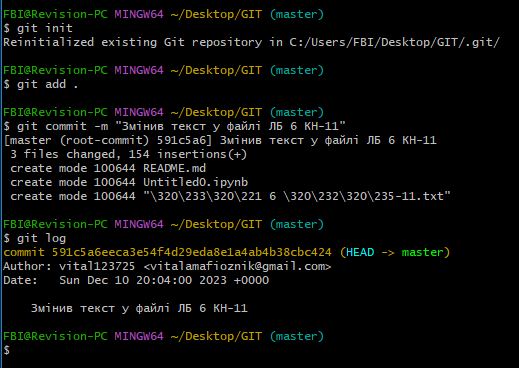 FBI@Revision-PC MINGW64 ~/Desktop/GIT (master)
$ git init
Reinitialized existing Git repository in C:/Users/FBI/Desktop/GIT/.git/
FBI@Revision-PC MINGW64 ~/Desktop/GIT (master)
$ git add .
FBI@Revision-PC MINGW64 ~/Desktop/GIT (master)
$ git commit -m "Змінив текст у файлі ЛБ 6 КН-11"
[master (root-commit) 591c5a6] Змінив текст у файлі ЛБ 6 КН-11
3 files changed, 154 insertions(+)
create mode 100644 README.md
create mode 100644 Untitled0.ipynb
create mode 100644 "\320\233\320\221 6 \320\232\320\235-11.txt"
FBI@Revision-PC MINGW64 ~/Desktop/GIT (master)
$ git log
commit 591c5a6eeca3e54f4d29eda8e1a4ab4b38cbc424 (HEAD -> master)
Author: vital123725 <vitalamafioznik@gmail.com>
Date:   Sun Dec 10 20:04:00 2023 +0000
Змінив текст у файлі ЛБ 6 КН-11
FBI@Revision-PC MINGW64 ~/Desktop/GIT (master)
$